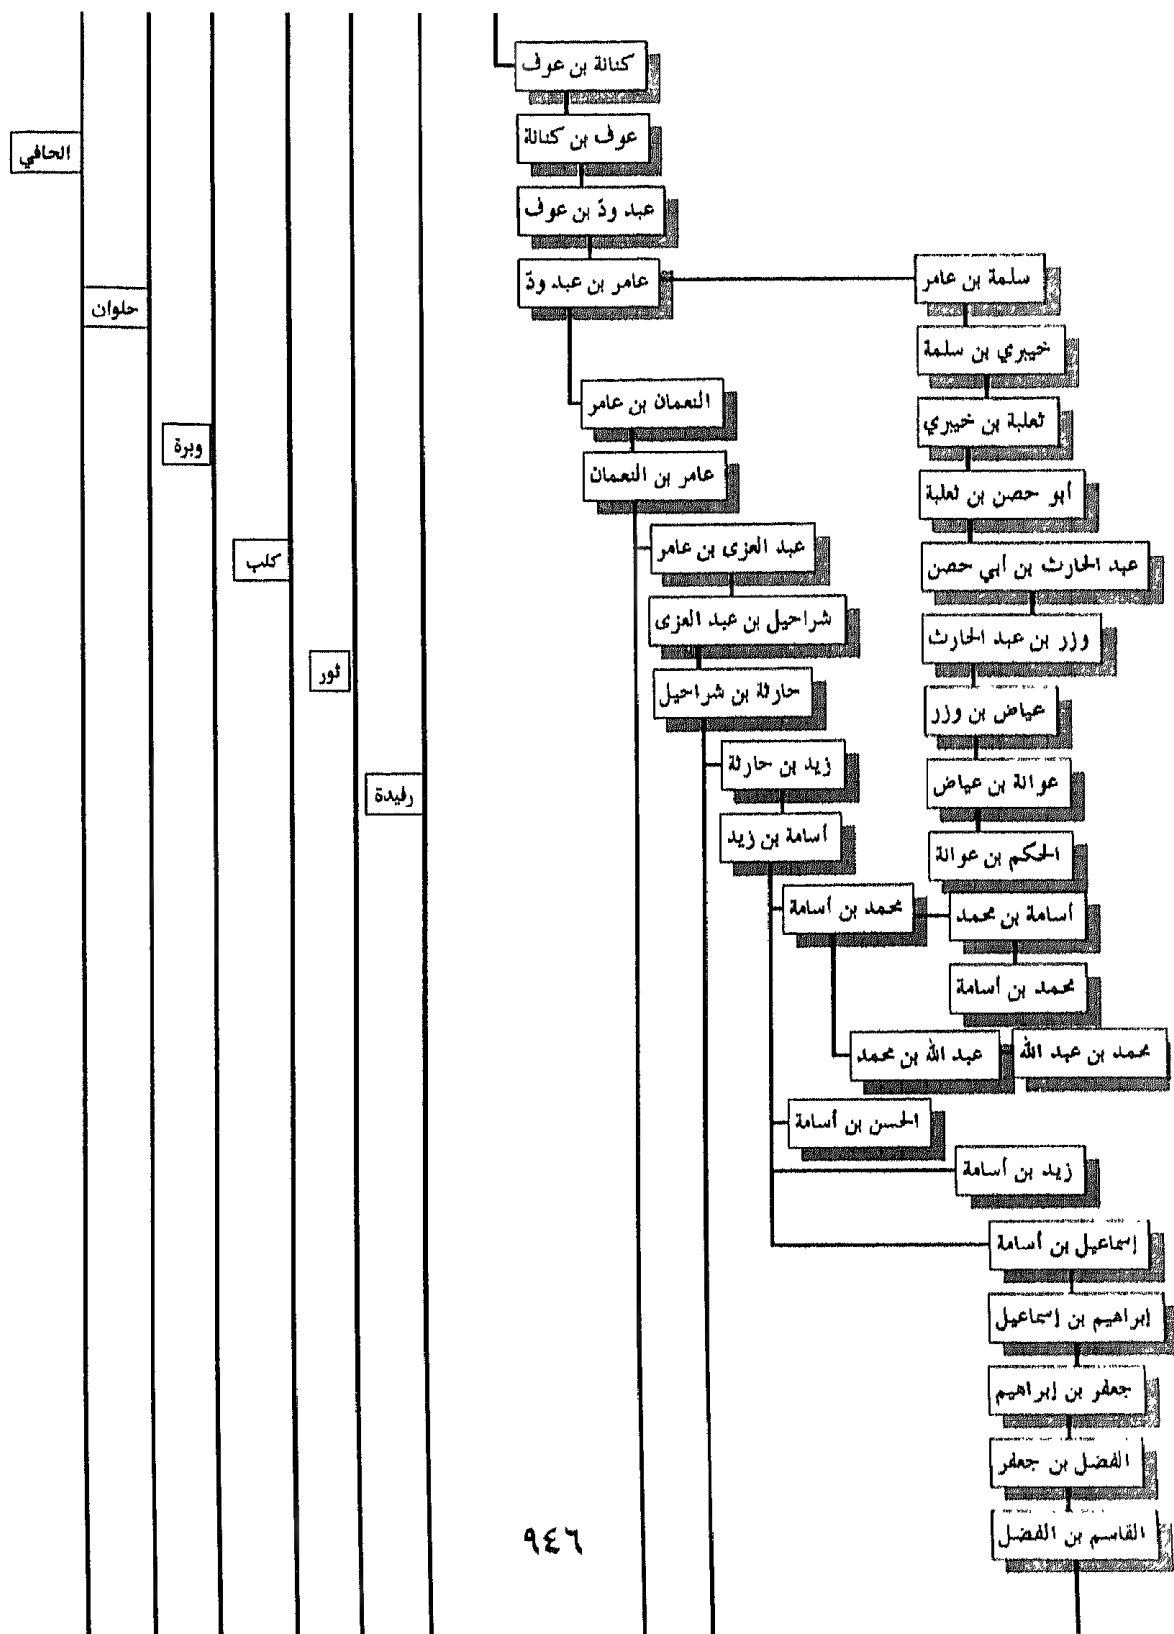 كنانة بن عوف
عوف بن كنانة
الحافي
عبد ودّ بن عوف
عامر بن عبد ودّ
سلمة بن عامر
حلوان
خيبري بن سلمة
النعمان بن عامر
ثعلبة بن خيبري
وبرة
عامر بن النعمان
أبو حصن بن ثعلبة
عبد العزى بن عامر
عبد الحارث بن أبي حصن
كلب
شراحيل بن عبد العزى
وزر بن عبد الحارث
ثور
حارثة بن شراحيل
عياض بن وزر
زيد بن حارثة
عوانة بن عياض
رفيدة
أسامة بن زيد
الحكم بن عوانة
محمد بن أسامة
أسامة بن محمد
محمد بن أسامة
عبد الله بن محمد
محمد بن عبد الله
الحسن بن أسامة
زيد بن أسامة
إسماعيل بن أسامة
إبراهيم بن إسماعيل
جعفر بن إبراهيم
الفضل بن جعفر
القاسم بن الفضل
٩٤٦